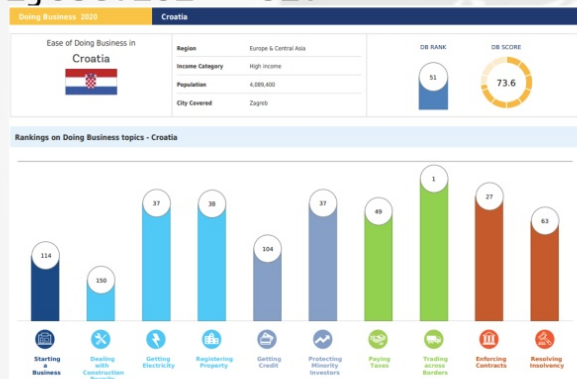 Doing Business 2020 Croatia
Ease of Doing Business in
Croatia
Region Europe & Central Asia
Income Category High income
Population 4,089,400
City Covered Zagreb
DB RANK DB SCORE
51
73.6
Rankings on Doing Business topics - Croatia
114
150
37
38
104
37
49
1
27
63
Starting
a
Business
Dealing
with
Construction
Getting
Electricity
Registering
Property
Getting
Credit
Protecting
Minority
Investors
Paying
Taxes
Trading
across
Borders
Enforcing
Contracts
Resolving
Insolvency